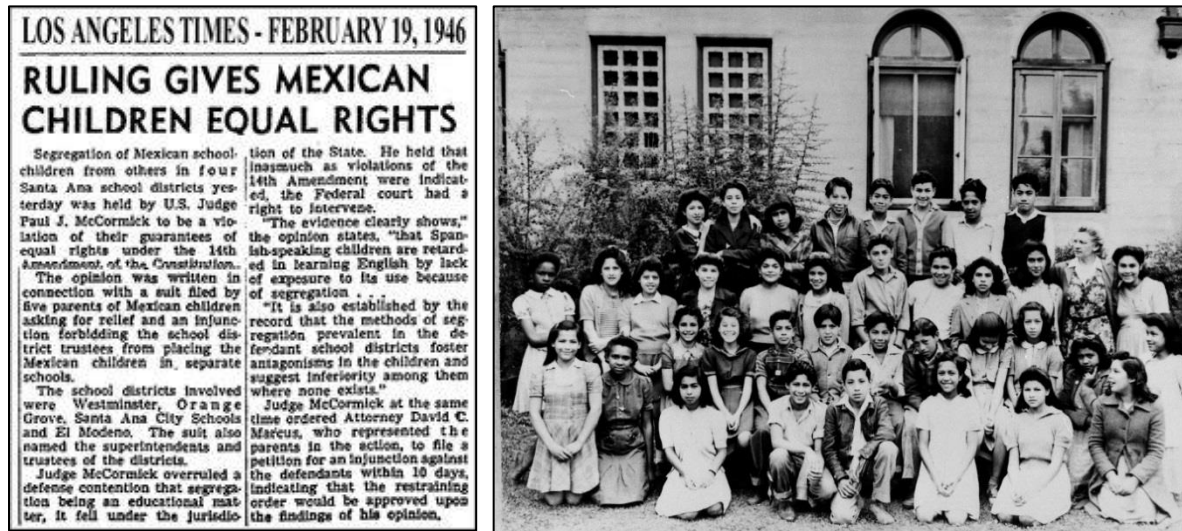 LOS ANGELES TIMES - FEBRUARY 19, 1946
RULING GIVES MEXICAN
CHILDREN EQUAL RIGHTS
Segregation of Mexican school-
children from others in four
Santa Ana school districts yes-
terday was held by U.S. Judge
Paul J. McCormick to be a vio-
lation of their guarantees of
equal rights under the 14th
Amendment of the Constitution.
The opinion was written in
connection with a suit filed by
five parents of Mexican children
asking for relief and an injunc-
tion forbidding the school dis-
trict trustees from placing the
Mexican children in separate
schools.
The school districts involved
were Westminster, Orange
Grove, Santa Ana City Schools
and El Modeno. The suit also
named the superintendents and
trustees of the districts.
Judge McCormick overruled a
defense contention that segrega-
tion being an educational mat-
ter, it fell under the jurisdic-
tion of the State. He held that
inasmuch as violations of the
14th Amendment were indicat-
ed, the Federal court had a
right to intervene.
"The evidence clearly shows,"
the opinion states, "that Span-
ish-speaking children are retard-
ed in learning English by lack
of exposure to its use because
of segregation . . .
"It is also established by the
record that the methods of seg-
regation prevalent in the de-
fendant school districts foster
antagonisms in the children and
suggest inferiority among them
where none exists."
Judge McCormick at the same
time ordered Attorney David C.
Marcus, who represented the
parents in the action, to file a
petition for an injunction against
the defendants within 10 days,
indicating that the restraining
order would be approved upon
the findings of his opinion.